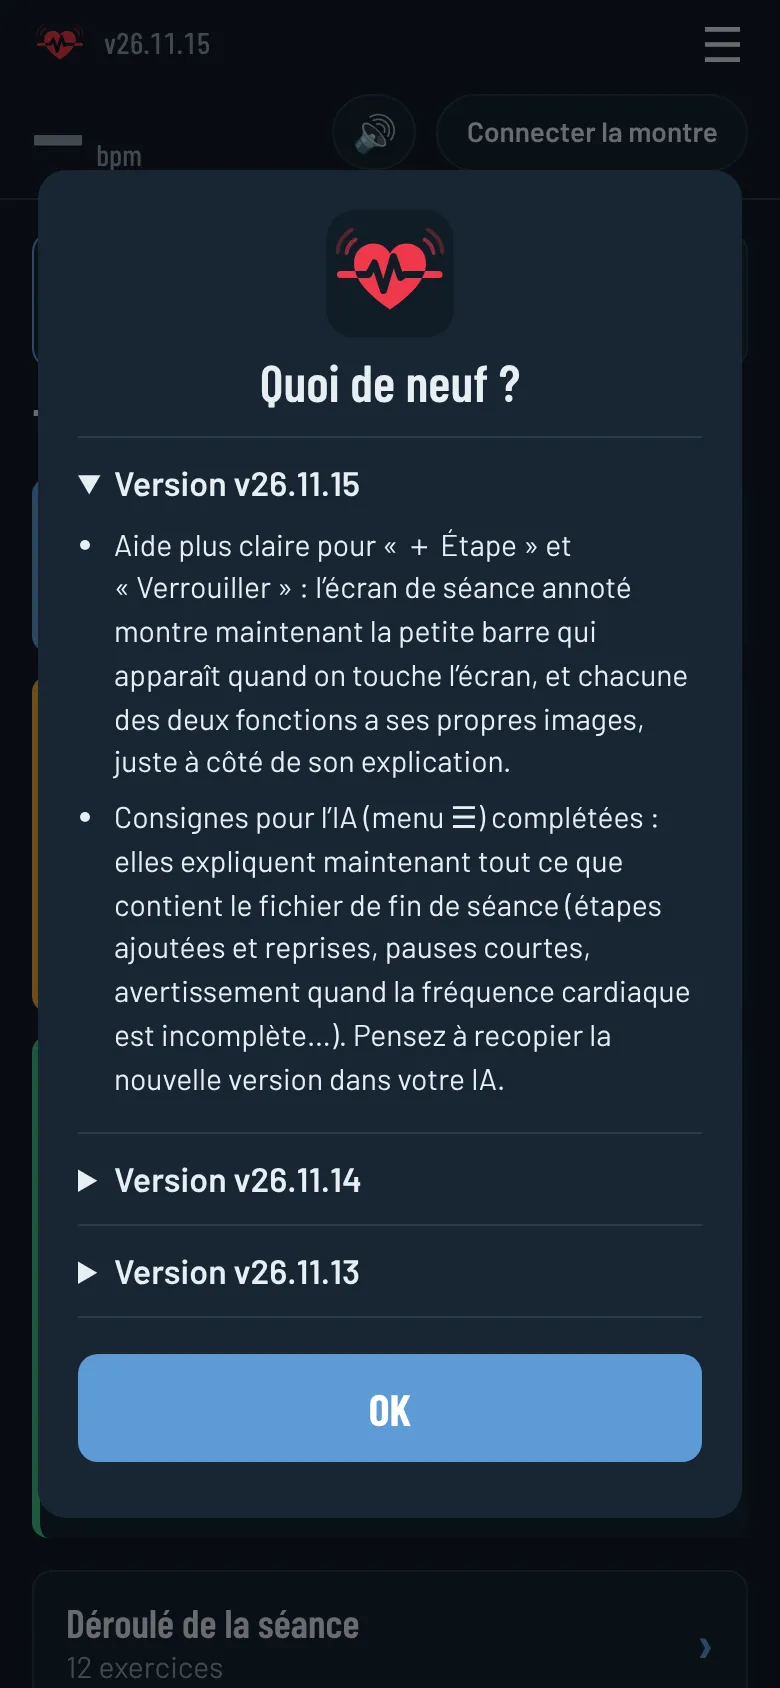 v26.11.15
bpm
Connecter la montre
Quoi de neuf ?
▼ Version v26.11.15
• Aide plus claire pour « + Étape » et
« Verrouiller » : l’écran de séance annoté
montre maintenant la petite barre qui
apparaît quand on touche l’écran, et chacune
des deux fonctions a ses propres images,
juste à côté de son explication.
• Consignes pour l’IA (menu ☰) complétées :
elles expliquent maintenant tout ce que
contient le fichier de fin de séance (étapes
ajoutées et reprises, pauses courtes,
avertissement quand la fréquence cardiaque
est incomplète…). Pensez à recopier la
nouvelle version dans votre IA.
▶ Version v26.11.14
▶ Version v26.11.13
OK
Déroulé de la séance
12 exercices